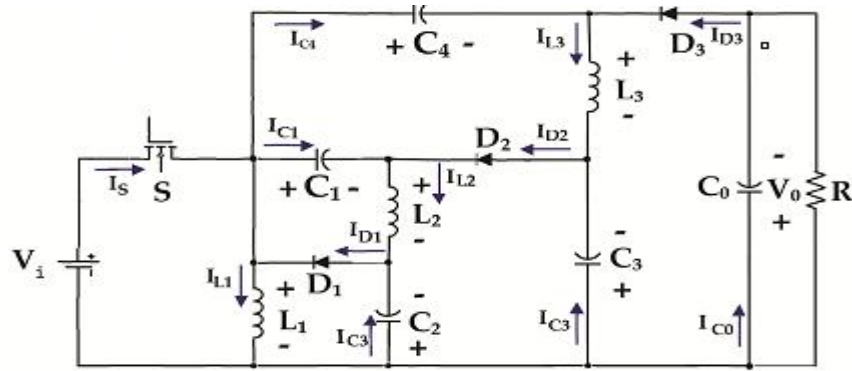 I_C4
+ C_4 -
I_L3
D_3
I_D3
+
L_3
-
I_S
S
I_C1
+ C_1 -
D_2
I_D2
I_L2
+
L_2
-
I_D1
C_0
-
V_0
+
R
V_i
+
I_L1
+
L_1
-
D_1
I_C3
-
C_2
+
-
C_3
+
I_C3
I_C0